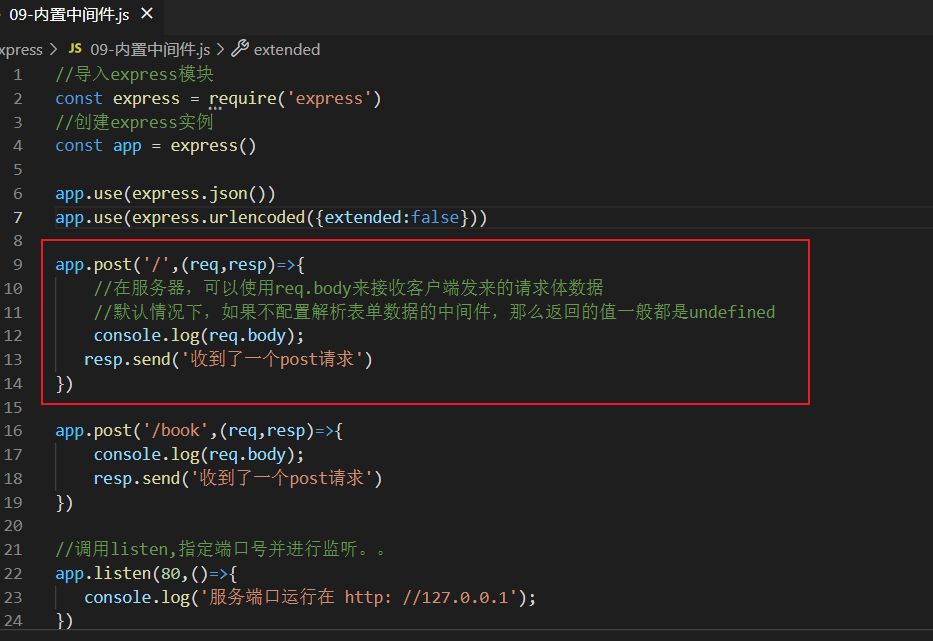 09-内置中间件.js ×
xpress > JS 09-内置中间件.js > extended
1 //导入express模块
2 const express = require('express')
3 //创建express实例
4 const app = express()
5
6 app.use(express.json())
7 app.use(express.urlencoded({extended:false}))
8
9 app.post('/',(req,resp)=>{
10 //在服务器，可以使用req.body来接收客户端发来的请求体数据
11 //默认情况下，如果不配置解析表单数据的中间件，那么返回的值一般都是undefined
12 console.log(req.body);
13 resp.send('收到了一个post请求')
14 })
15
16 app.post('/book',(req,resp)=>{
17 console.log(req.body);
18 resp.send('收到了一个post请求')
19 })
20
21 //调用listen,指定端口号并进行监听。。
22 app.listen(80,()=>{
23 console.log('服务端口运行在 http: //127.0.0.1');
24 })